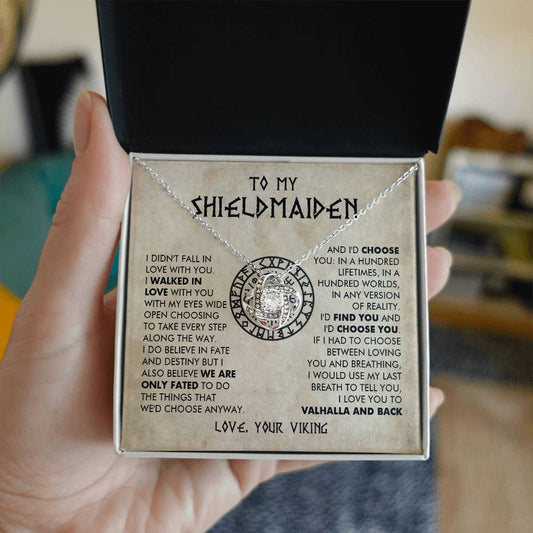 TO MY
SHIELDMAIDEN
I DIDN'T FALL IN
LOVE WITH YOU.
I WALKED IN
LOVE WITH YOU
WITH MY EYES WIDE
OPEN CHOOSING
TO TAKE EVERY STEP
ALONG THE WAY.
I DO BELIEVE IN FATE
AND DESTINY BUT I
ALSO BELIEVE WE ARE
ONLY FATED TO DO
THE THINGS THAT
WE'D CHOOSE ANYWAY.
AND I'D CHOOSE
YOU: IN A HUNDRED
LIFETIMES, IN A
HUNDRED WORLDS,
IN ANY VERSION
OF REALITY.
I'D FIND YOU AND
I'D CHOOSE YOU.
IF I HAD TO CHOOSE
BETWEEN LOVING
YOU AND BREATHING,
I WOULD USE MY LAST
BREATH TO TELL YOU,
I LOVE YOU TO
VALHALLA AND BACK
LOVE, YOUR VIKING